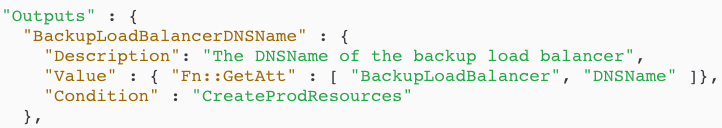 "Outputs" : {
  "BackupLoadBalancerDNSName" : {
    "Description": "The DNSName of the backup load balancer",
    "Value" : { "Fn::GetAtt" : [ "BackupLoadBalancer", "DNSName" ]},
    "Condition" : "CreateProdResources"
  },